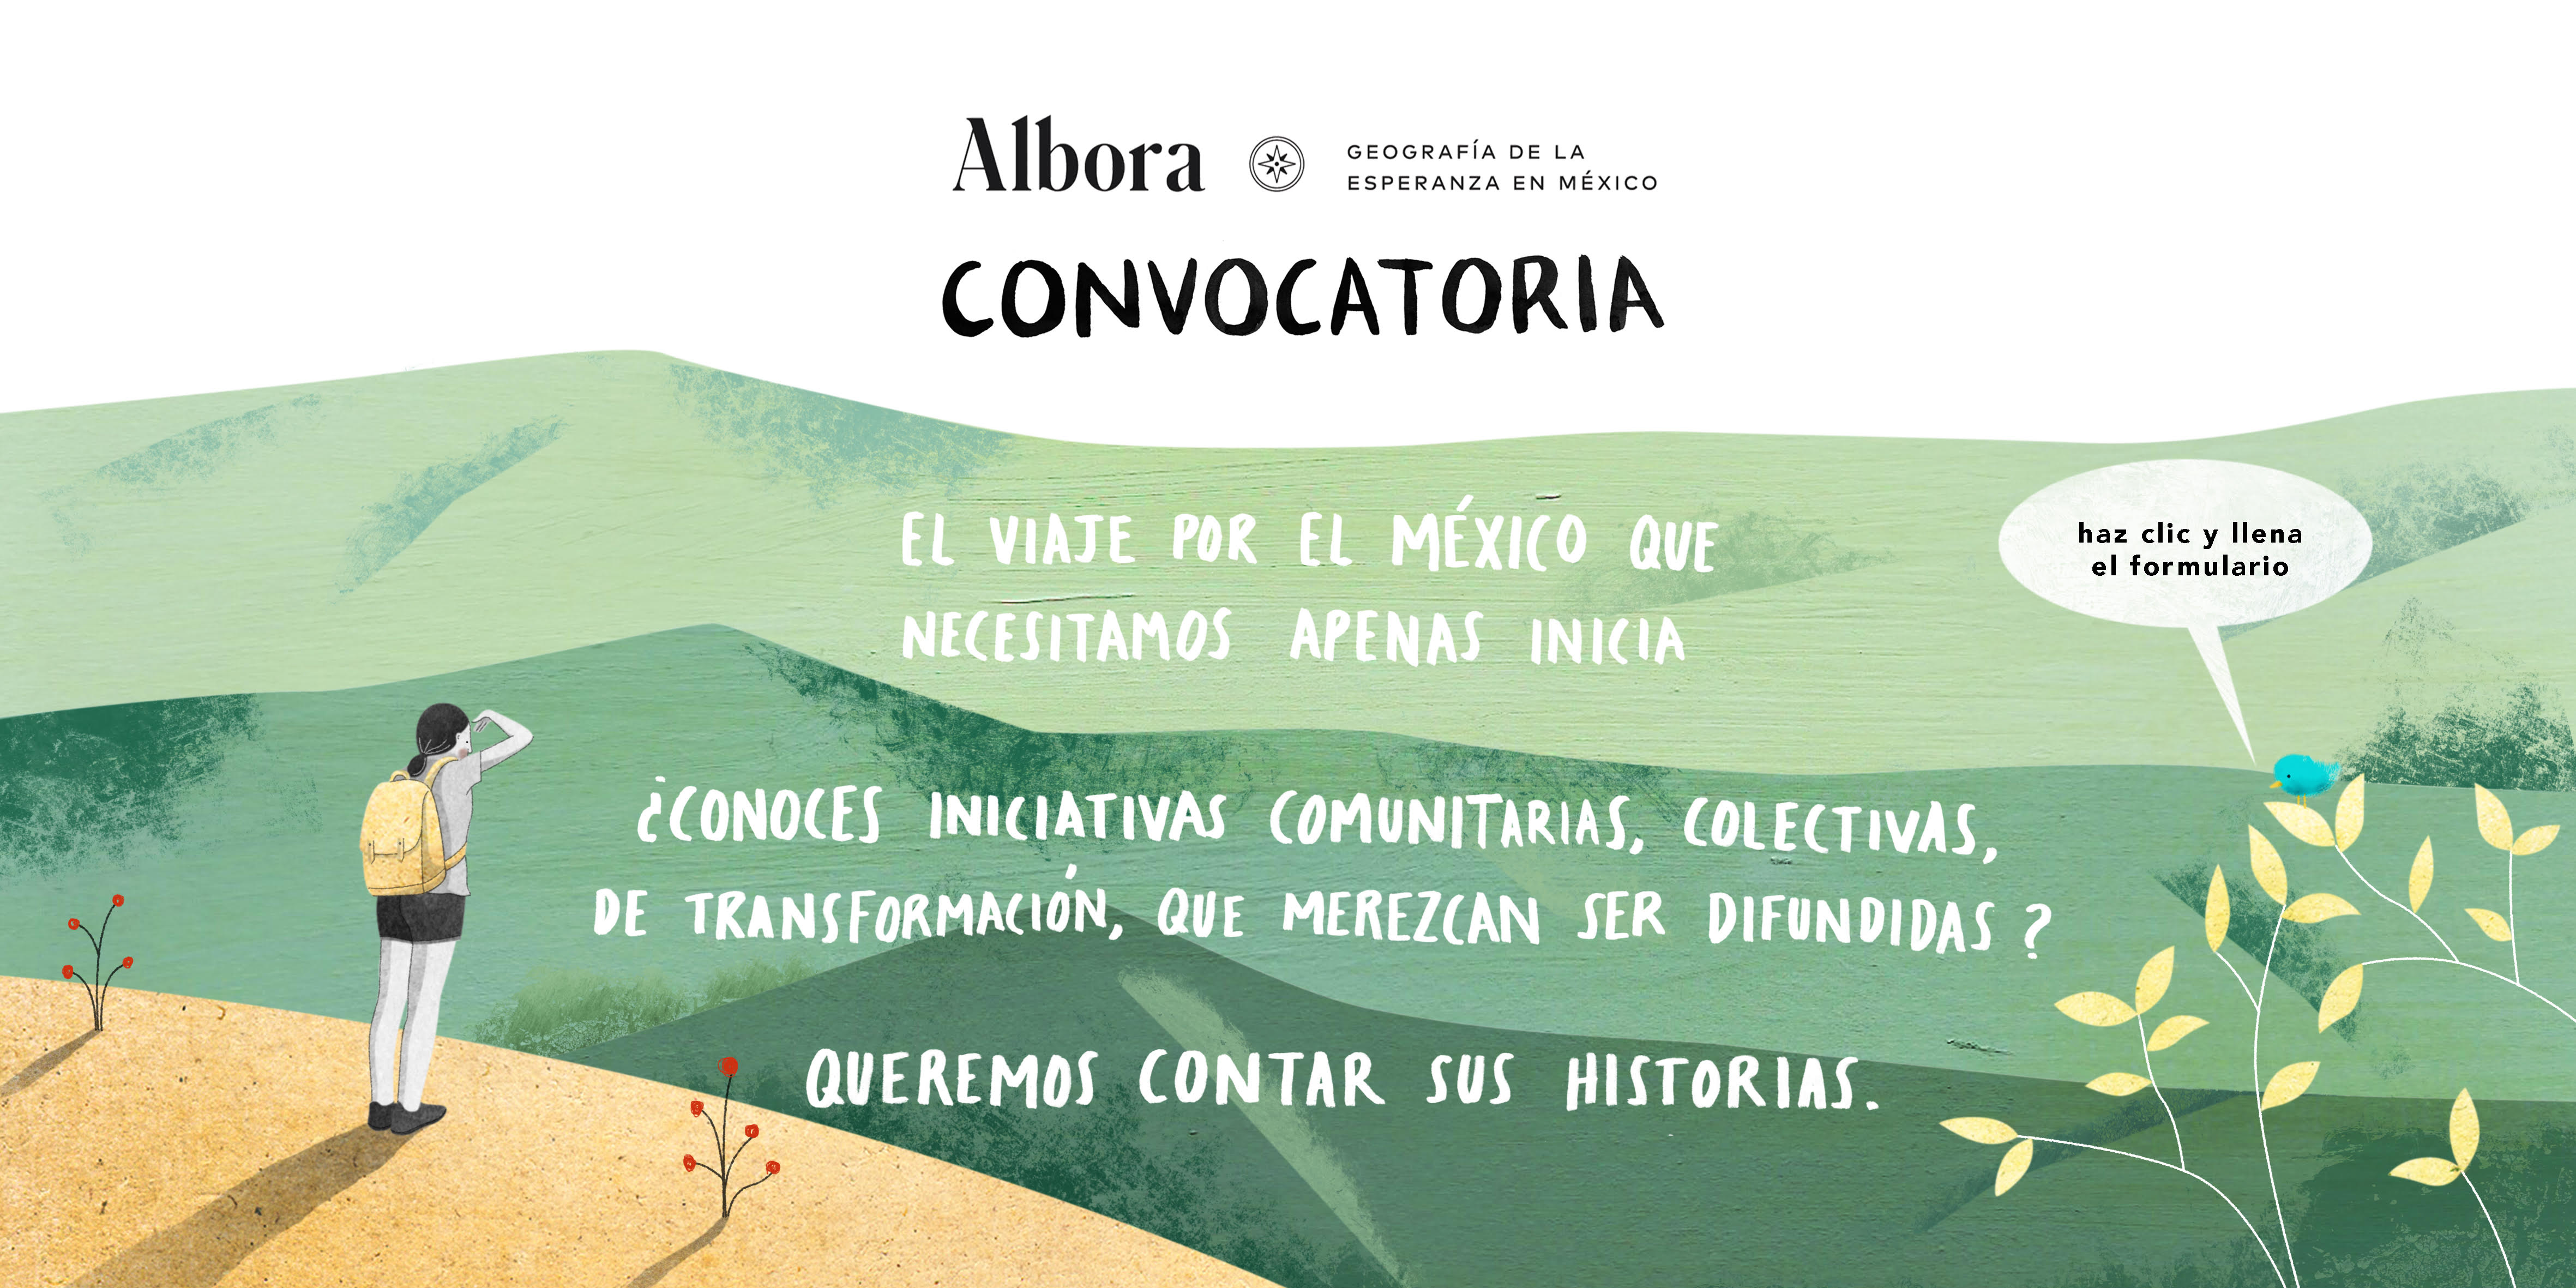 Albora
GEOGRAFÍA DE LA
ESPERANZA EN MÉXICO
CONVOCATORIA
EL VIAJE POR EL MÉXICO QUE
NECESITAMOS APENAS INICIA
haz clic y llena
el formulario
¿CONOCES INICIATIVAS COMUNITARIAS, COLECTIVAS,
DE TRANSFORMACIÓN, QUE MEREZCAN SER DIFUNDIDAS ?
QUEREMOS CONTAR SUS HISTORIAS.